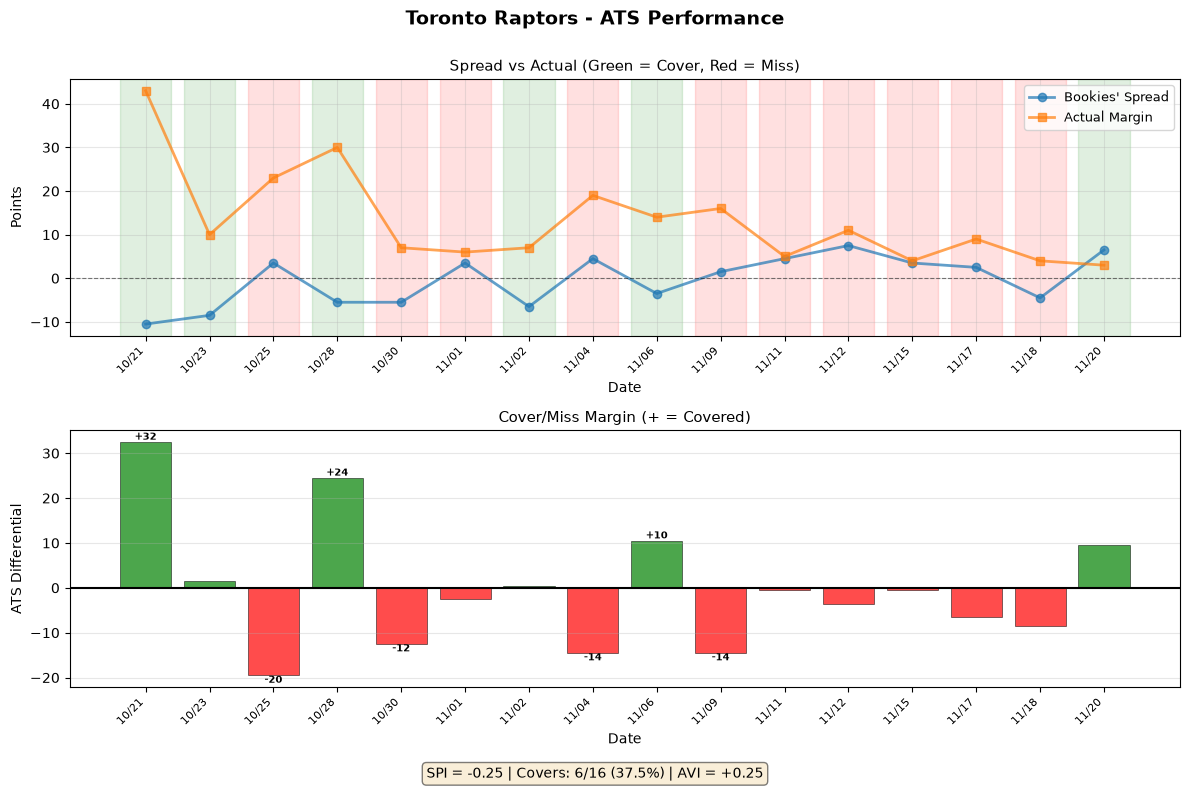 Toronto Raptors - ATS Performance
Spread vs Actual (Green = Cover, Red = Miss)
Points
40
30
20
10
0
−10
Bookies' Spread
Actual Margin
10/21 10/23 10/25 10/28 10/30 11/01 11/02 11/04 11/06 11/09 11/11 11/12 11/15 11/17 11/18 11/20
Date
Cover/Miss Margin (+ = Covered)
ATS Differential
30
20
10
0
−10
−20
+32
-20
+24
-12
-14
+10
-14
10/21 10/23 10/25 10/28 10/30 11/01 11/02 11/04 11/06 11/09 11/11 11/12 11/15 11/17 11/18 11/20
Date
SPI = -0.25 | Covers: 6/16 (37.5%) | AVI = +0.25